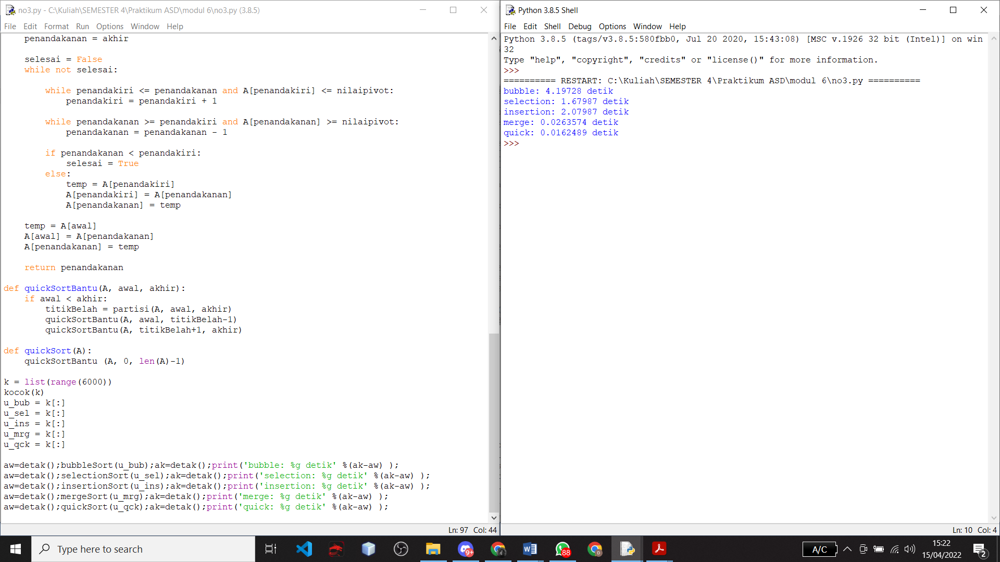 no3.py - C:\Kuliah\SEMESTER 4\Praktikum ASD\modul 6\no3.py (3.8.5)
File Edit Format Run Options Window Help
    penandakanan = akhir

    selesai = False
    while not selesai:

        while penandakiri <= penandakanan and A[penandakiri] <= nilaipivot:
            penandakiri = penandakiri + 1

        while penandakanan >= penandakiri and A[penandakanan] >= nilaipivot:
            penandakanan = penandakanan - 1

        if penandakanan < penandakiri:
            selesai = True
        else:
            temp = A[penandakiri]
            A[penandakiri] = A[penandakanan]
            A[penandakanan] = temp

    temp = A[awal]
    A[awal] = A[penandakanan]
    A[penandakanan] = temp

    return penandakanan

def quickSortBantu(A, awal, akhir):
    if awal < akhir:
        titikBelah = partisi(A, awal, akhir)
        quickSortBantu(A, awal, titikBelah-1)
        quickSortBantu(A, titikBelah+1, akhir)

def quickSort(A):
    quickSortBantu (A, 0, len(A)-1)

k = list(range(6000))
kocok(k)
u_bub = k[:]
u_sel = k[:]
u_ins = k[:]
u_mrg = k[:]
u_qck = k[:]

aw=detak();bubbleSort(u_bub);ak=detak();print('bubble: %g detik' %(ak-aw) );
aw=detak();selectionSort(u_sel);ak=detak();print('selection: %g detik' %(ak-aw) );
aw=detak();insertionSort(u_ins);ak=detak();print('insertion: %g detik' %(ak-aw) );
aw=detak();mergeSort(u_mrg);ak=detak();print('merge: %g detik' %(ak-aw) );
aw=detak();quickSort(u_qck);ak=detak();print('quick: %g detik' %(ak-aw) );
Ln: 97 Col: 44
Python 3.8.5 Shell
File Edit Shell Debug Options Window Help
Python 3.8.5 (tags/v3.8.5:580fbb0, Jul 20 2020, 15:43:08) [MSC v.1926 32 bit (Intel)] on win
32
Type "help", "copyright", "credits" or "license()" for more information.
>>>
========== RESTART: C:\Kuliah\SEMESTER 4\Praktikum ASD\modul 6\no3.py ==========
bubble: 4.19728 detik
selection: 1.67987 detik
insertion: 2.07987 detik
merge: 0.0263574 detik
quick: 0.0162489 detik
>>>
Ln: 10 Col: 4
Type here to search
9+
88
D
A/C
15:22
15/04/2022
2